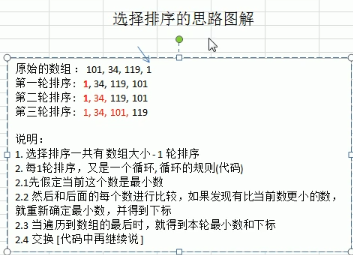 选择排序的思路图解
原始的数组 : 101, 34, 119, 1
第一轮排序: 1, 34, 119, 101
第二轮排序: 1, 34, 119, 101
第三轮排序: 1, 34, 101, 119
说明:
1. 选择排序一共有 数组大小 - 1 轮排序
2. 每1轮排序，又是一个循环, 循环的规则(代码)
2.1先假定当前这个数是最小数
2.2 然后和后面的每个数进行比较，如果发现有比当前数更小的数，
就重新确定最小数，并得到下标
2.3 当遍历到数组的最后时，就得到本轮最小数和下标
2.4 交换 [代码中再继续说 ]